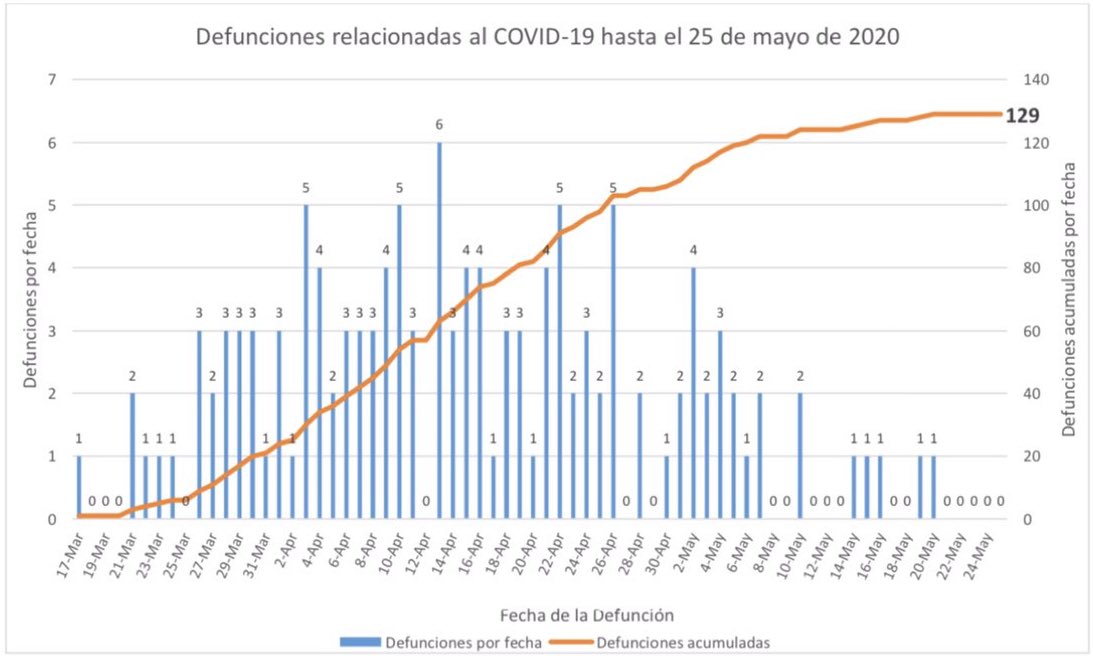 Defunciones relacionadas al COVID-19 hasta el 25 de mayo de 2020
Defunciones por fecha
7
6
5
4
3
2
1
0
1 0 0 0 2 1 1 1 0 3 2 3 3 3 1 3 1 5 4 2 3 3 3 4 5 3 0 6 3 4 4 1 3 3 1 4 5 2 3 2 5 0 2 0 1 2 4 2 3 2 1 2 0 0 2 0 0 0 1 1 1 0 0 1 1 0 0 0 0 0
129
140
120
100
80
60
40
20
0
Defunciones acumuladas por fecha
17-Mar 19-Mar 21-Mar 23-Mar 25-Mar 27-Mar 29-Mar 31-Mar 2-Apr 4-Apr 6-Apr 8-Apr 10-Apr 12-Apr 14-Apr 16-Apr 18-Apr 20-Apr 22-Apr 24-Apr 26-Apr 28-Apr 30-Apr 2-May 4-May 6-May 8-May 10-May 12-May 14-May 16-May 18-May 20-May 22-May 24-May
Fecha de la Defunción
Defunciones por fecha Defunciones acumuladas